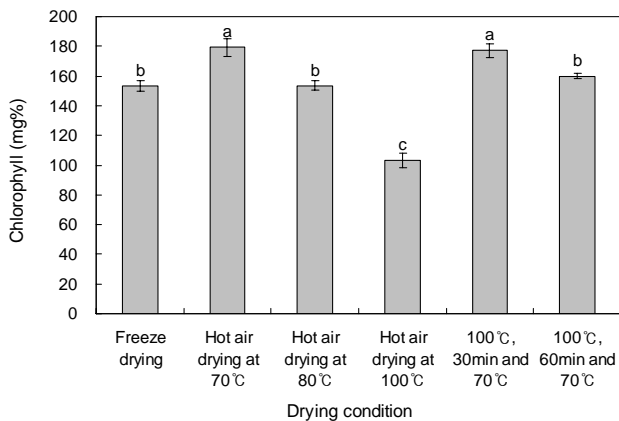 Chlorophyll (mg%)
200
180
160
140
120
100
80
60
40
20
0
b
a
b
c
a
b
Freeze
drying
Hot air
drying at
70℃
Hot air
drying at
80℃
Hot air
drying at
100℃
100℃,
30min and
70℃
100℃,
60min and
70℃
Drying condition